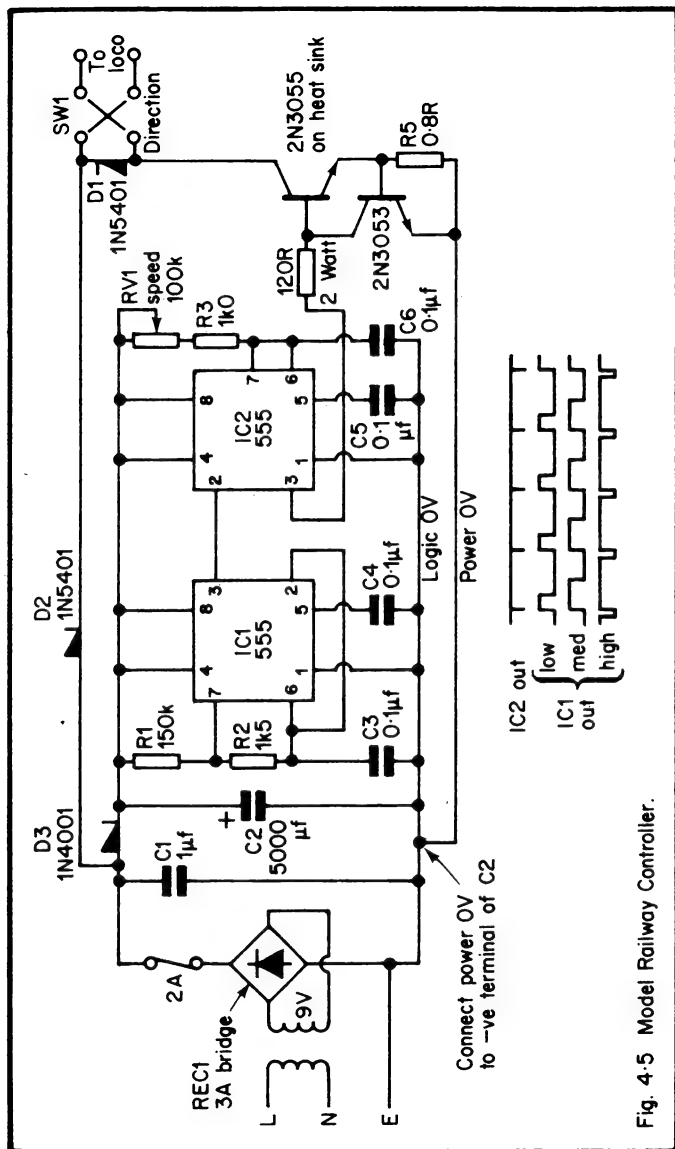 SW1
To
loco
Direction
D1
1N5401
RV1
speed
100k
R3
1k0
2N3055
on heat sink
120R
2 Watt
2N3053
R5
0·8R
D2
1N5401
D3
1N4001
R1
150k
R2
1k5
C3
0·1µf
7
4
8
3
IC1
555
6
1
5
2
C4
0·1µf
2
4
8
7
IC2
555
3
1
5
6
C5
0·1
µf
C6
0·1µf
C1
1µf
+
C2
5000
µf
Logic 0V
Power 0V
2A
REC1
3A bridge
9V
L
N
E
Connect power 0V
to -ve terminal of C2
IC2 out
IC1
out
low
med
high
Fig. 4·5 Model Railway Controller.